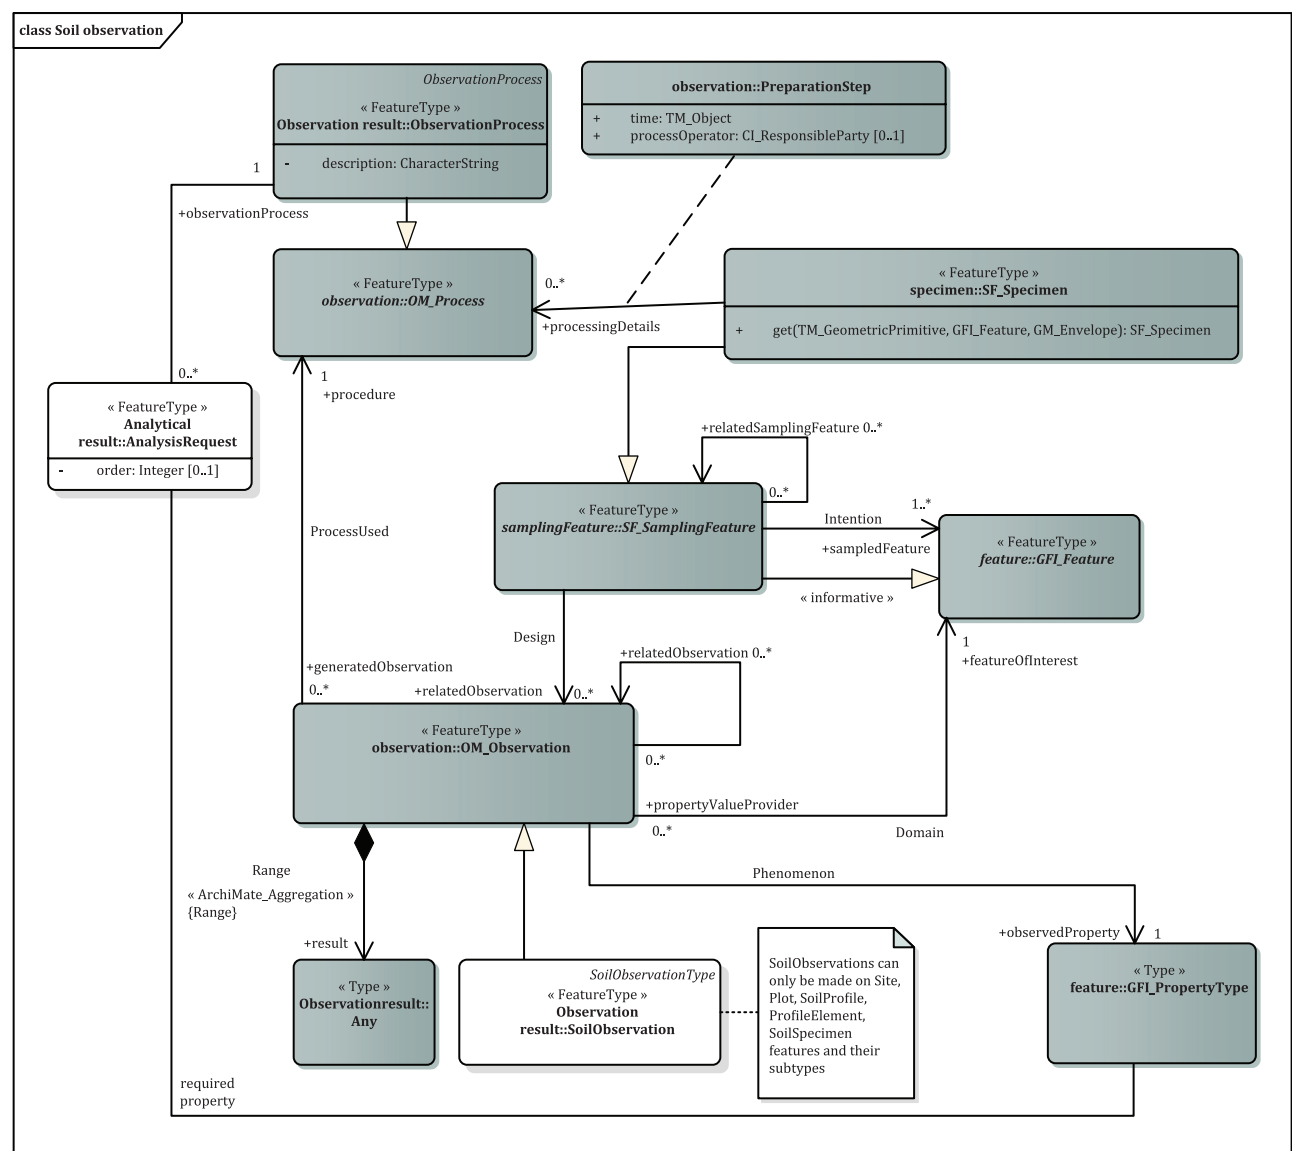 class Soil observation
ObservationProcess
« FeatureType »
Observation result::ObservationProcess
- description: CharacterString
observation::PreparationStep
+ time: TM_Object
+ processOperator: CI_ResponsibleParty [0..1]
1
+observationProcess
« FeatureType »
observation::OM_Process
0..*
+processingDetails
« FeatureType »
specimen::SF_Specimen
+ get(TM_GeometricPrimitive, GFI_Feature, GM_Envelope): SF_Specimen
0..*
1
+procedure
« FeatureType »
Analytical
result::AnalysisRequest
- order: Integer [0..1]
+relatedSamplingFeature 0..*
0..*
« FeatureType »
samplingFeature::SF_SamplingFeature
Intention
1..*
+sampledFeature
« informative »
« FeatureType »
feature::GFI_Feature
ProcessUsed
Design
+relatedObservation 0..*
1
+featureOfInterest
+generatedObservation
0..*
+relatedObservation
0..*
« FeatureType »
observation::OM_Observation
0..*
+propertyValueProvider
0..*
Domain
Range
« ArchiMate_Aggregation »
{Range}
+result
Phenomenon
+observedProperty
1
« Type »
Observationresult::
Any
SoilObservationType
« FeatureType »
Observation
result::SoilObservation
SoilObservations can
only be made on Site,
Plot, SoilProfile,
ProfileElement,
SoilSpecimen
features and their
subtypes
« Type »
feature::GFI_PropertyType
required
property